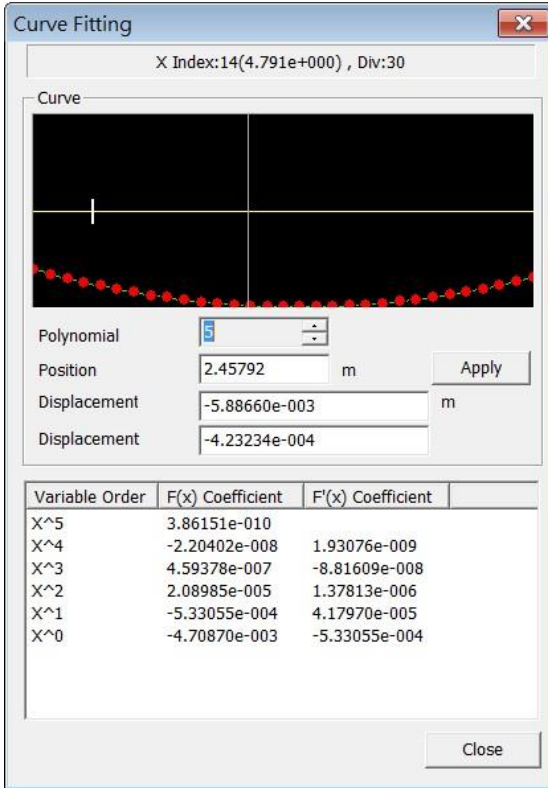 Curve Fitting
X Index:14(4.791e+000) , Div:30
Curve
Polynomial 5
Position 2.45792 m Apply
Displacement -5.88660e-003 m
Displacement -4.23234e-004
Variable Order F(x) Coefficient F'(x) Coefficient
X^5 3.86151e-010
X^4 -2.20402e-008 1.93076e-009
X^3 4.59378e-007 -8.81609e-008
X^2 2.08985e-005 1.37813e-006
X^1 -5.33055e-004 4.17970e-005
X^0 -4.70870e-003 -5.33055e-004
Close